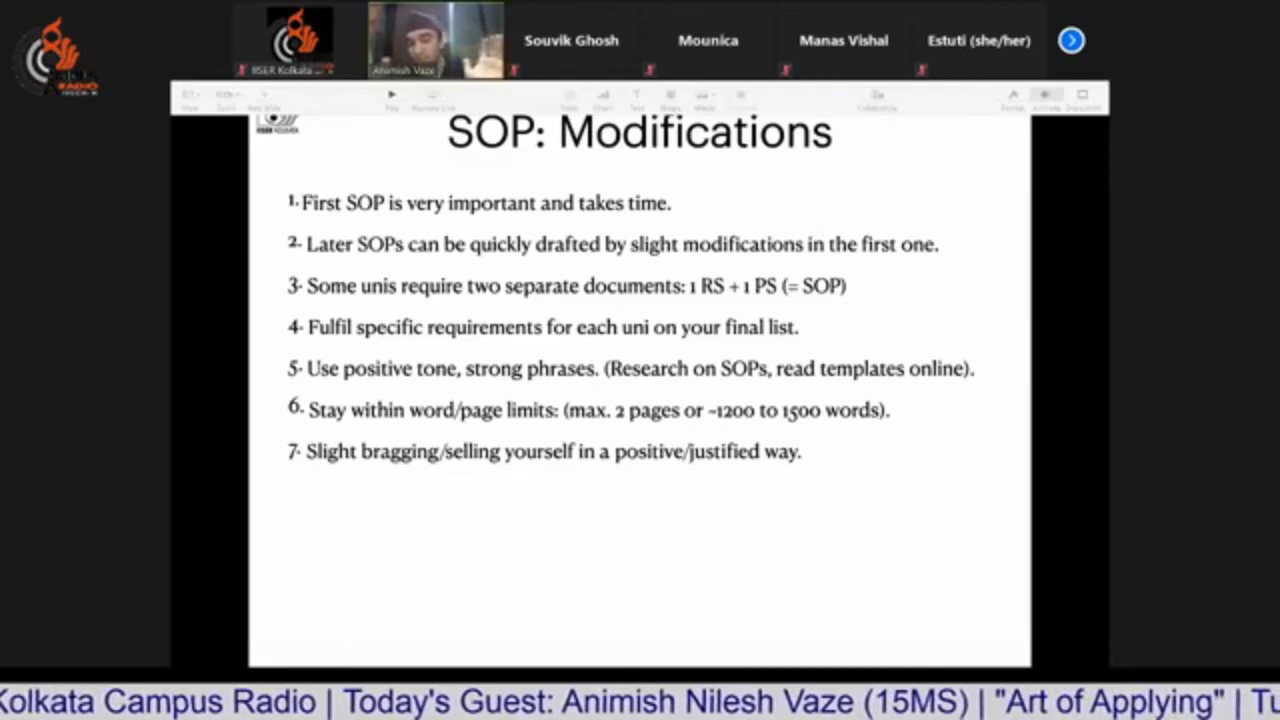 IISER Kolkata
Animish Vaze
Souvik Ghosh
Mounica
Manas Vishal
Estuti (she/her)
RADIO
SOP: Modifications
1. First SOP is very important and takes time.
2. Later SOPs can be quickly drafted by slight modifications in the first one.
3. Some unis require two separate documents: 1 RS + 1 PS (= SOP)
4. Fulfil specific requirements for each uni on your final list.
5. Use positive tone, strong phrases. (Research on SOPs, read templates online).
6. Stay within word/page limits: (max. 2 pages or ~1200 to 1500 words).
7. Slight bragging/selling yourself in a positive/justified way.
Kolkata Campus Radio | Today's Guest: Animish Nilesh Vaze (15MS) | "Art of Applying" | Tu